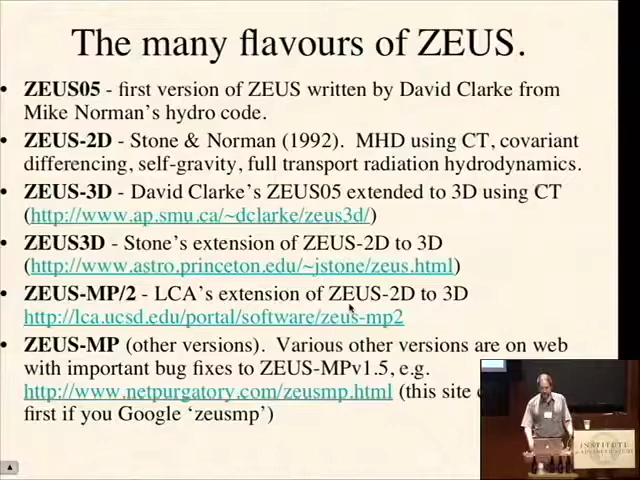 The many flavours of ZEUS.
• ZEUS05 - first version of ZEUS written by David Clarke from
Mike Norman's hydro code.
• ZEUS-2D - Stone & Norman (1992). MHD using CT, covariant
differencing, self-gravity, full transport radiation hydrodynamics.
• ZEUS-3D - David Clarke's ZEUS05 extended to 3D using CT
(http://www.ap.smu.ca/~dclarke/zeus3d/)
• ZEUS3D - Stone's extension of ZEUS-2D to 3D
(http://www.astro.princeton.edu/~jstone/zeus.html)
• ZEUS-MP/2 - LCA's extension of ZEUS-2D to 3D
http://lca.ucsd.edu/portal/software/zeus-mp2
• ZEUS-MP (other versions). Various other versions are on web
with important bug fixes to ZEUS-MPv1.5, e.g.
http://www.netpurgatory.com/zeusmp.html (this site
first if you Google 'zeusmp')
INSTITUTE